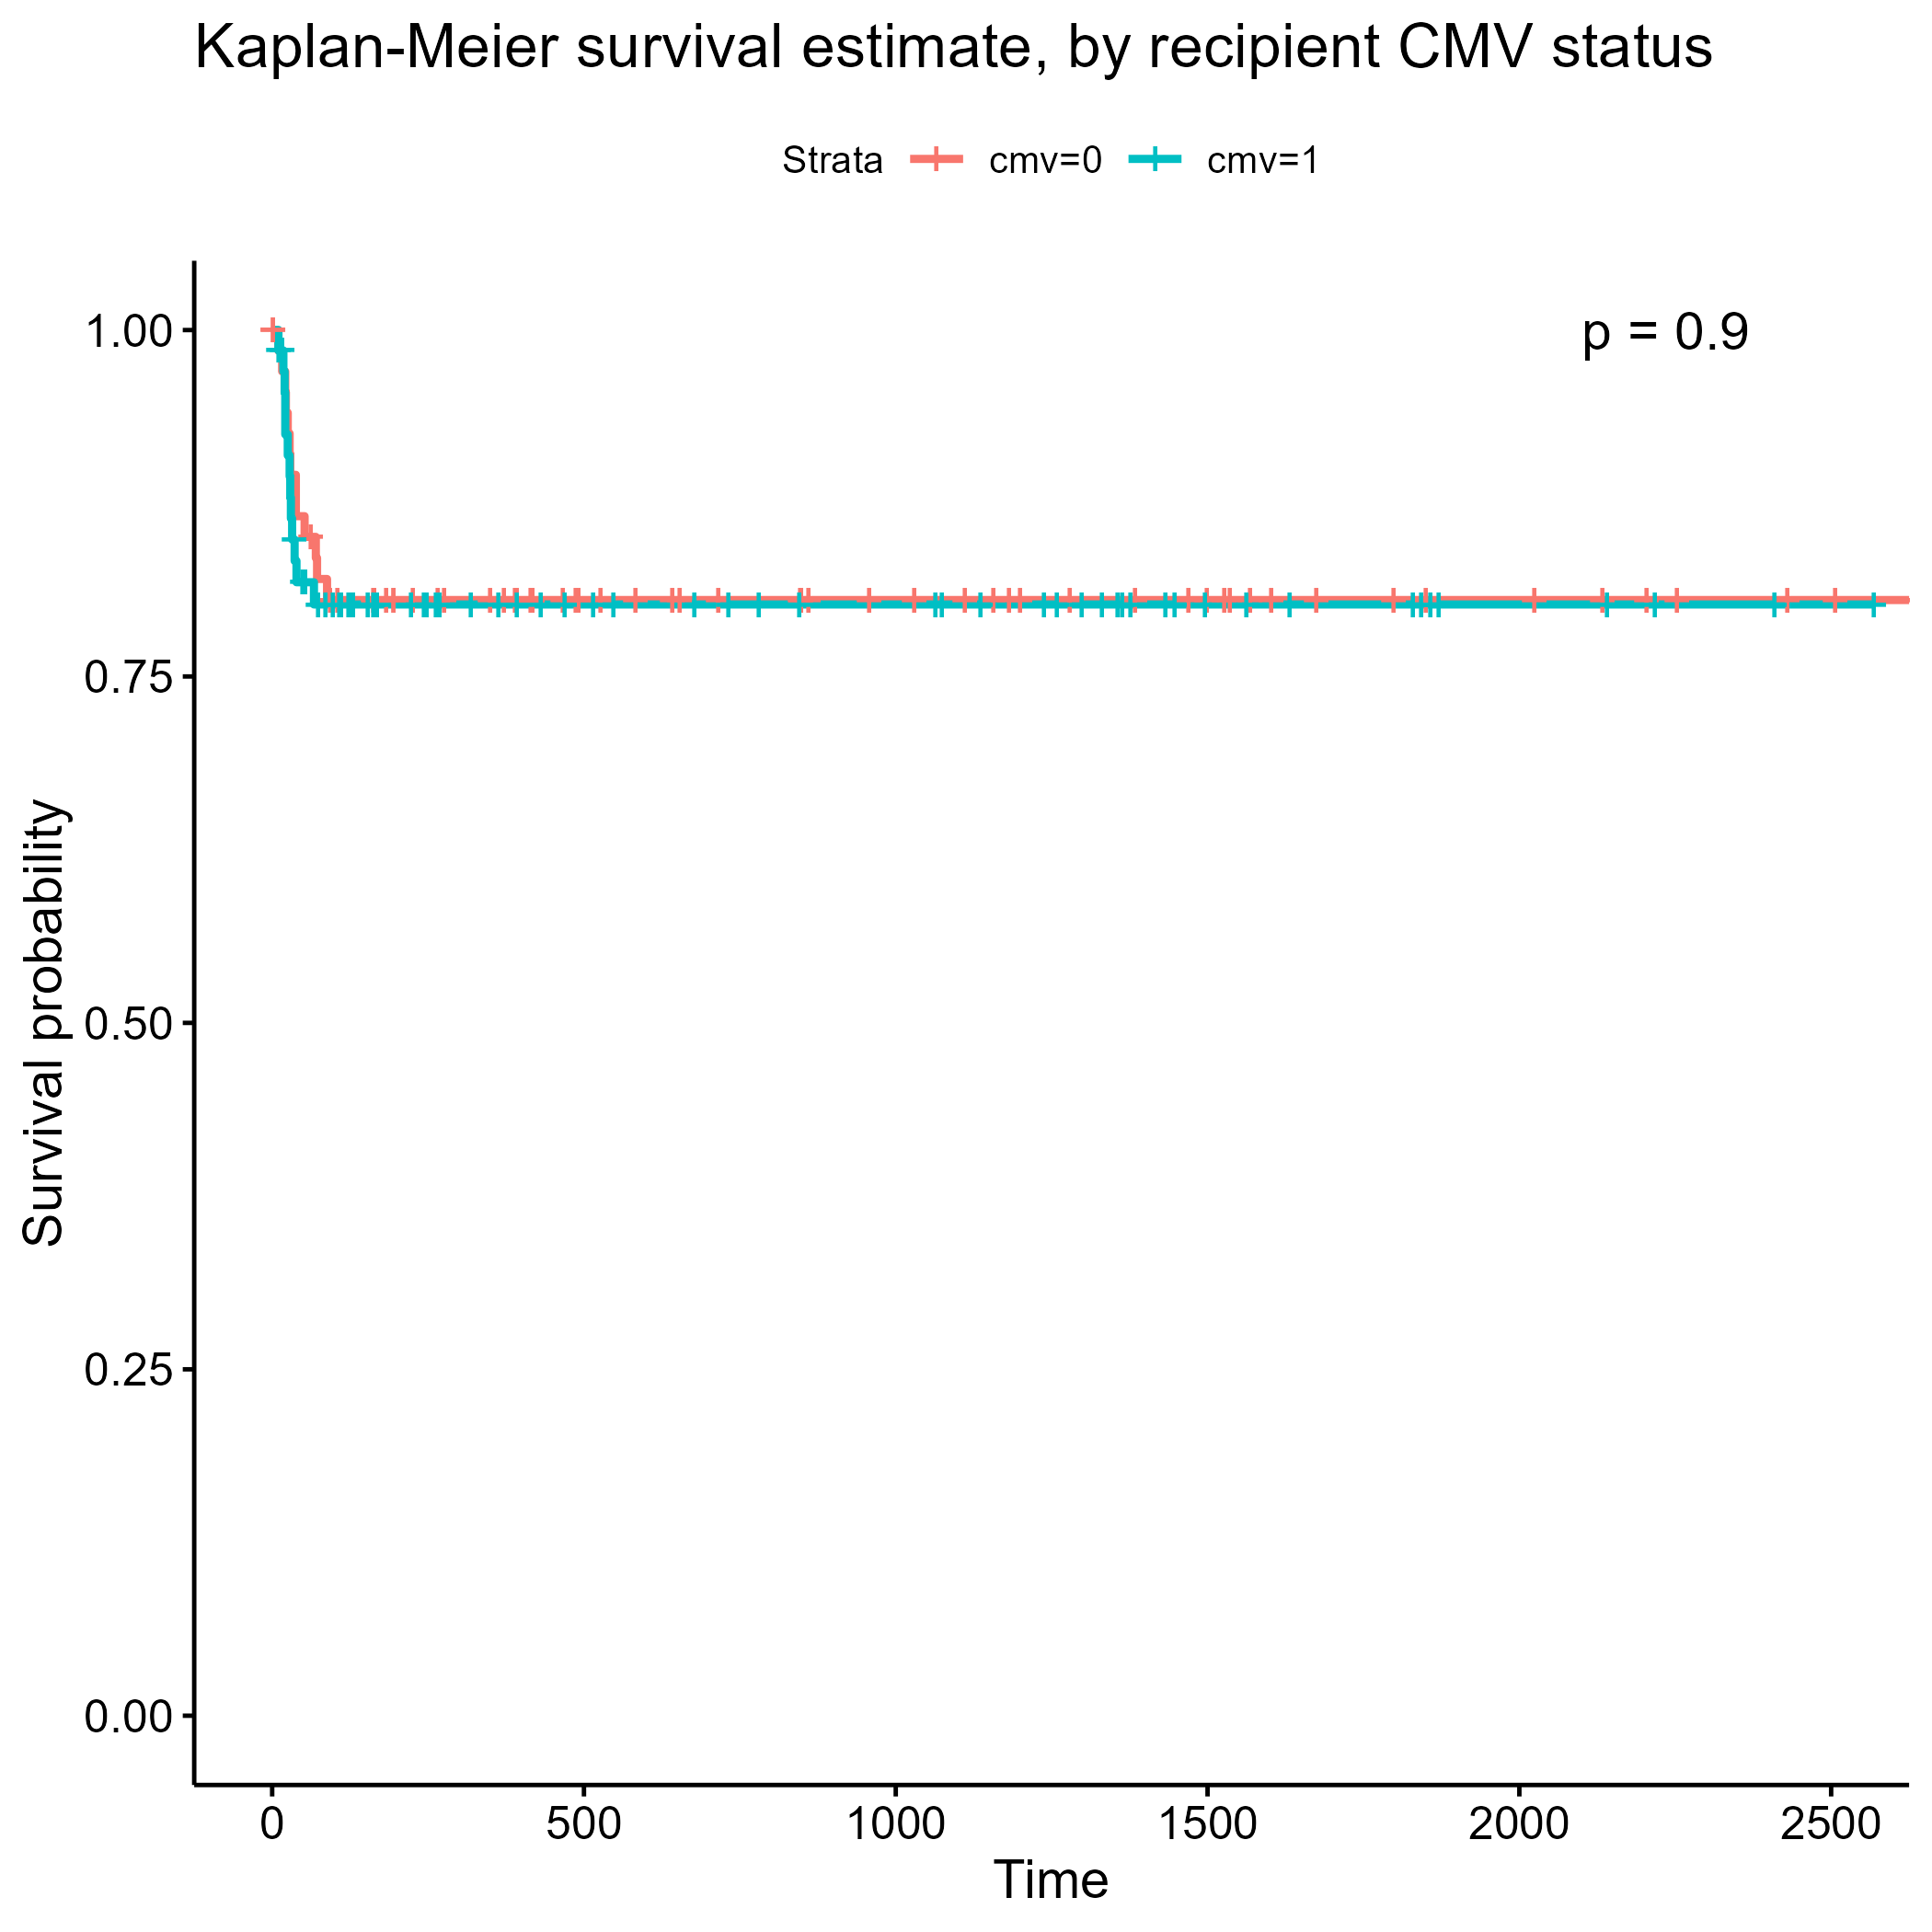 Kaplan-Meier survival estimate, by recipient CMV status
Strata cmv=0 cmv=1
p = 0.9
1.00
0.75
0.50
0.25
0.00
Survival probability
0 500 1000 1500 2000 2500
Time